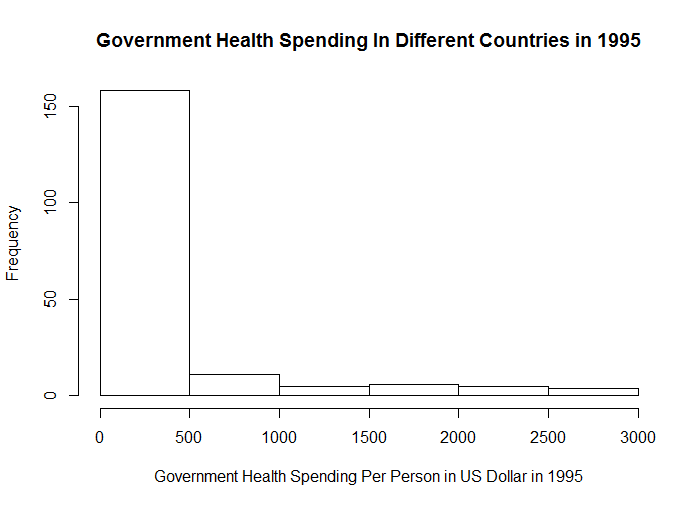 Government Health Spending In Different Countries in 1995
150
100
50
0
Frequency
0 500 1000 1500 2000 2500 3000
Government Health Spending Per Person in US Dollar in 1995